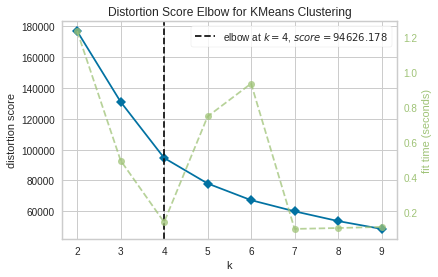 Distortion Score Elbow for KMeans Clustering
elbow at k = 4, score = 94626.178
distortion score
180000
160000
140000
120000
100000
80000
60000
fit time (seconds)
1.2
1.0
0.8
0.6
0.4
0.2
2 3 4 5 6 7 8 9
k